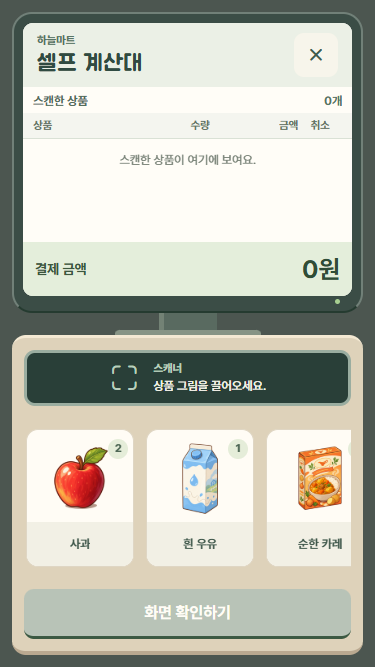 하늘마트
셀프 계산대
✕
스캔한 상품
0개
상품 수량 금액 취소
스캔한 상품이 여기에 보여요.
결제 금액
0원
스캐너
상품 그림을 끌어오세요.
2
1
사과
흰 우유
순한 카레
화면 확인하기